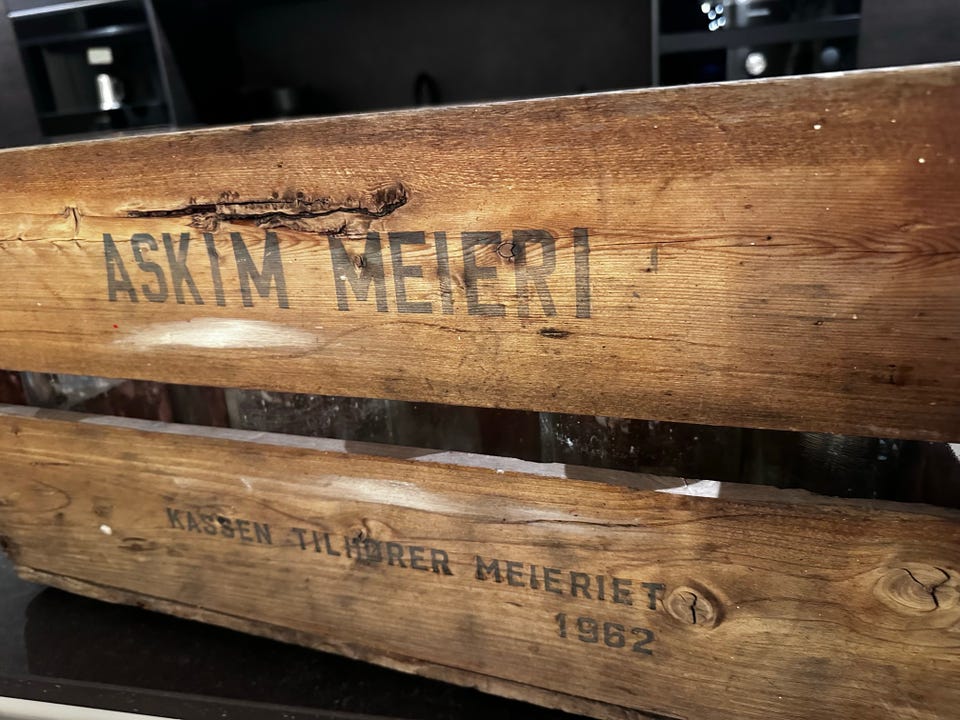 ASKIM MEIERI
KASSEN TILHØRER MEIERIET
1962